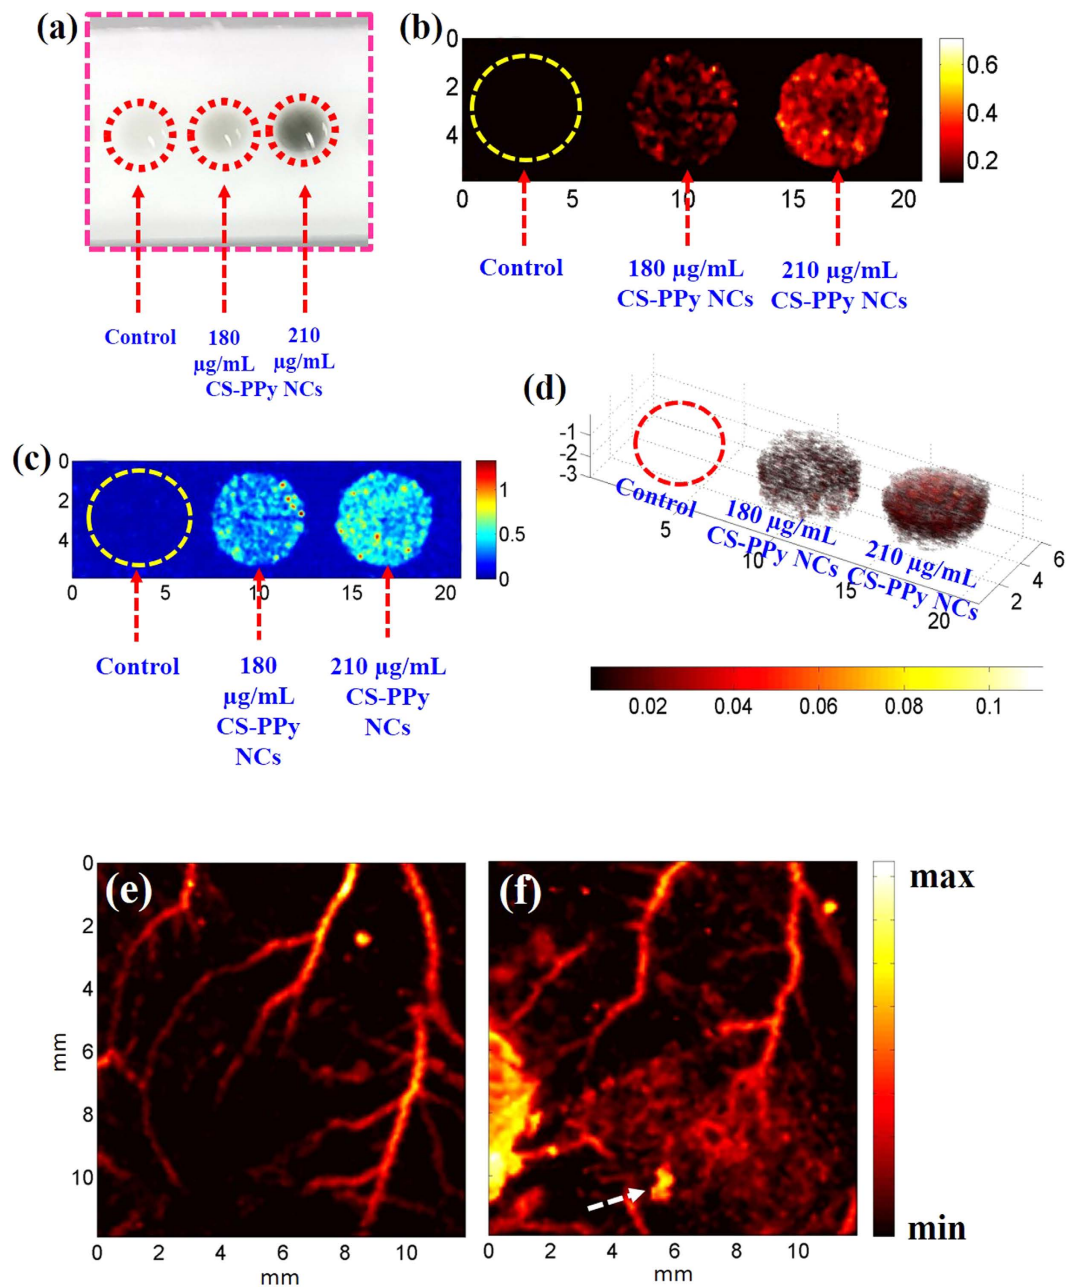 (a)
Control
180
µg/mL
210
µg/mL
CS-PPy NCs
(b)
0
2
4
0
5
10
15
20
0.6
0.4
0.2
Control
180 µg/mL
CS-PPy NCs
210 µg/mL
CS-PPy NCs
(c)
0
2
4
0
5
10
15
20
1
0.5
0
Control
180
µg/mL
CS-PPy
NCs
210 µg/mL
CS-PPy
NCs
(d)
-1
-2
-3
5
10
15
20
2
4
6
Control
180 µg/mL
CS-PPy NCs
210 µg/mL
CS-PPy NCs
0.02
0.04
0.06
0.08
0.1
(e)
0
2
4
6
8
10
mm
0
2
4
6
8
10
mm
(f)
0
2
4
6
8
10
mm
max
min